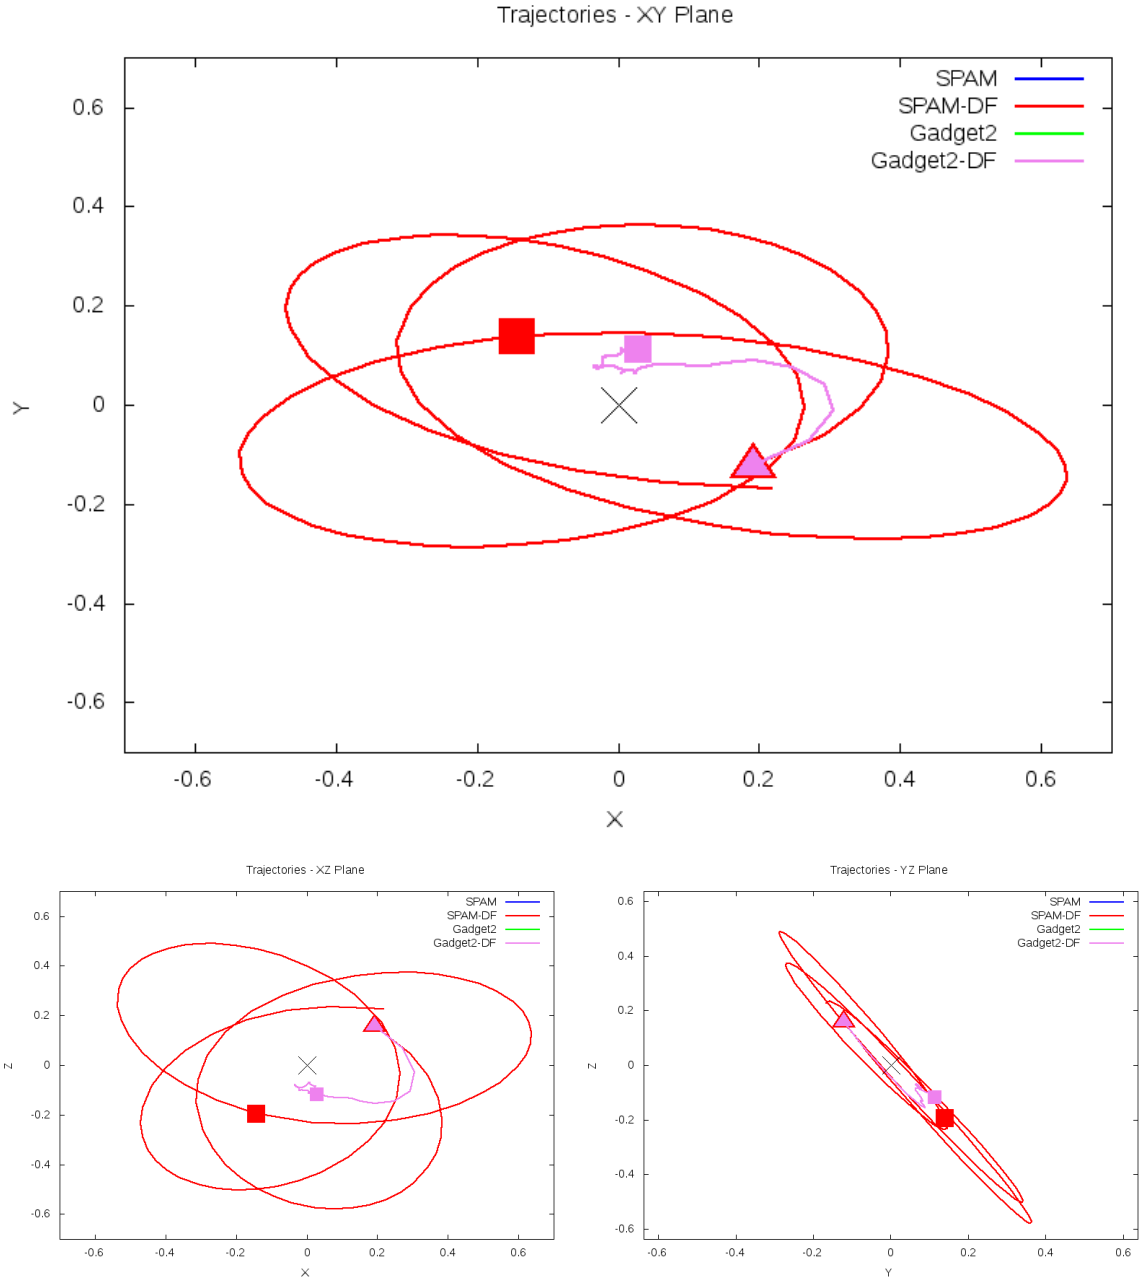 Trajectories - XY Plane
SPAM
SPAM-DF
Gadget2
Gadget2-DF
0.6
0.4
0.2
0
-0.2
-0.4
-0.6
Y
-0.6 -0.4 -0.2 0 0.2 0.4 0.6
X
Trajectories - XZ Plane
SPAM
SPAM-DF
Gadget2
Gadget2-DF
0.6
0.4
0.2
0
-0.2
-0.4
-0.6
Z
-0.6 -0.4 -0.2 0 0.2 0.4 0.6
X
Trajectories - YZ Plane
SPAM
SPAM-DF
Gadget2
Gadget2-DF
0.6
0.4
0.2
0
-0.2
-0.4
-0.6
Z
-0.6 -0.4 -0.2 0 0.2 0.4 0.6
Y